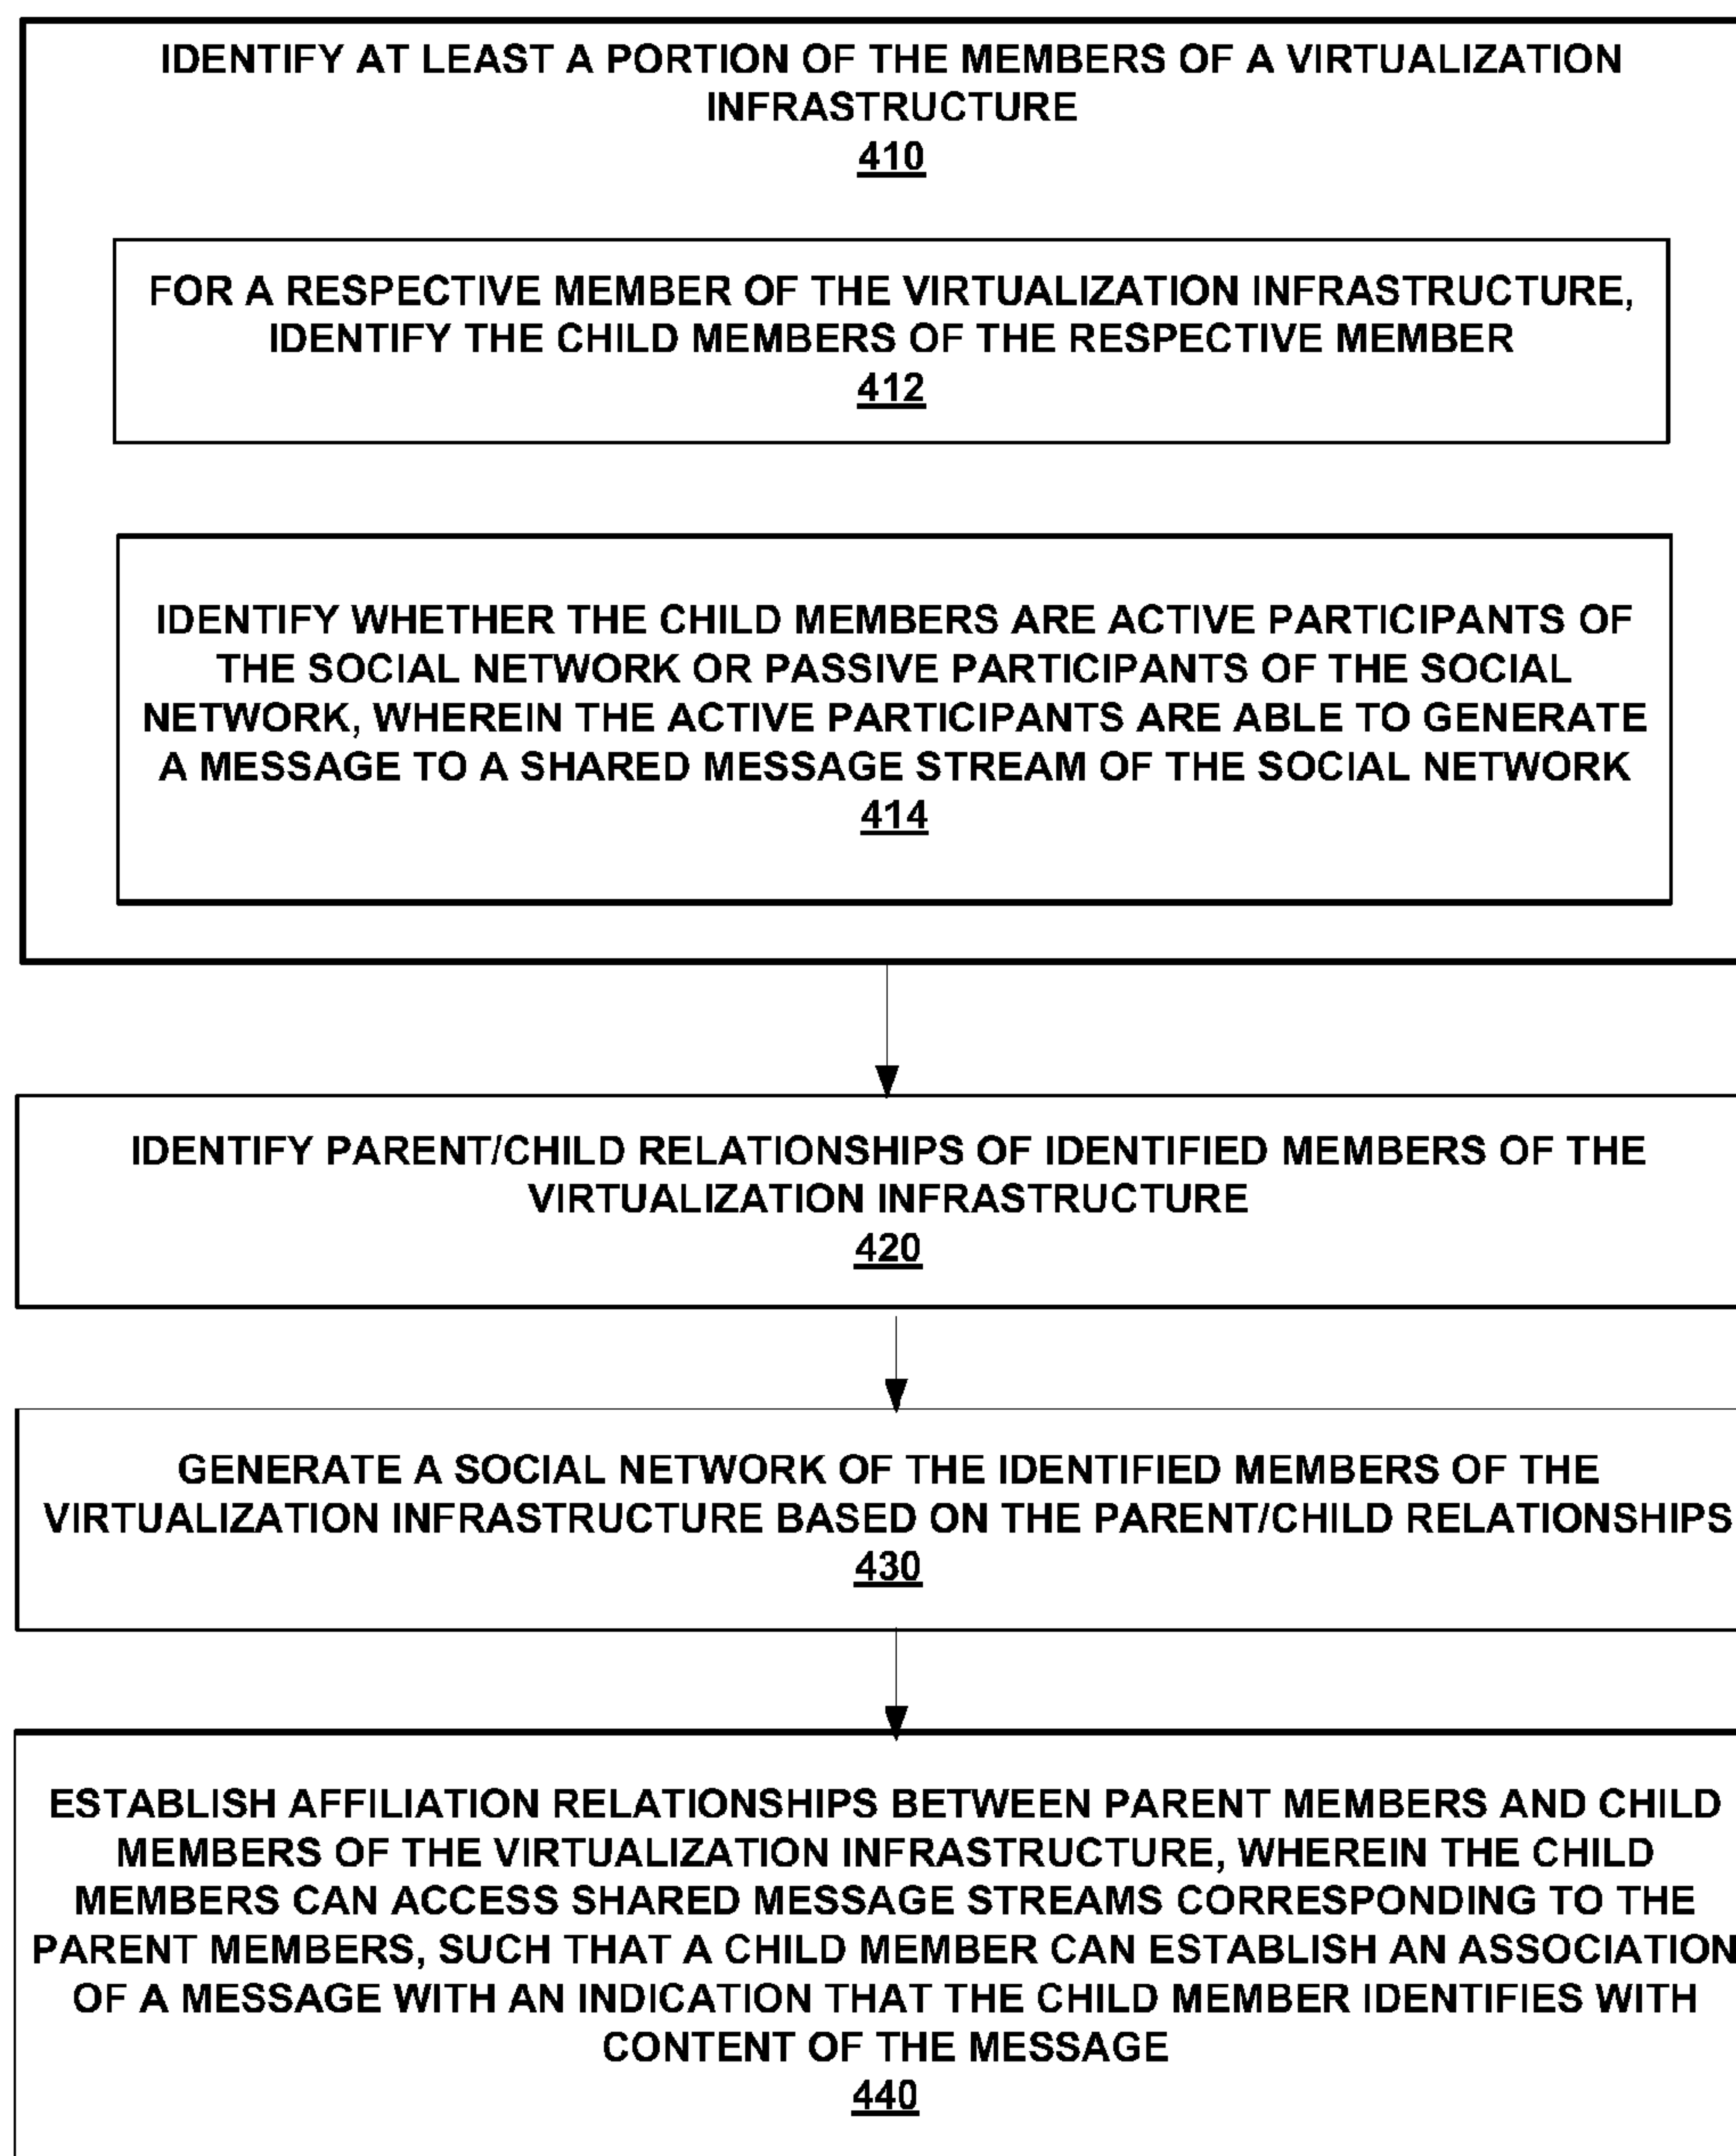 IDENTIFY AT LEAST A PORTION OF THE MEMBERS OF A VIRTUALIZATION
INFRASTRUCTURE
410
FOR A RESPECTIVE MEMBER OF THE VIRTUALIZATION INFRASTRUCTURE,
IDENTIFY THE CHILD MEMBERS OF THE RESPECTIVE MEMBER
412
IDENTIFY WHETHER THE CHILD MEMBERS ARE ACTIVE PARTICIPANTS OF
THE SOCIAL NETWORK OR PASSIVE PARTICIPANTS OF THE SOCIAL
NETWORK, WHEREIN THE ACTIVE PARTICIPANTS ARE ABLE TO GENERATE
A MESSAGE TO A SHARED MESSAGE STREAM OF THE SOCIAL NETWORK
414
IDENTIFY PARENT/CHILD RELATIONSHIPS OF IDENTIFIED MEMBERS OF THE
VIRTUALIZATION INFRASTRUCTURE
420
GENERATE A SOCIAL NETWORK OF THE IDENTIFIED MEMBERS OF THE
VIRTUALIZATION INFRASTRUCTURE BASED ON THE PARENT/CHILD RELATIONSHIPS
430
ESTABLISH AFFILIATION RELATIONSHIPS BETWEEN PARENT MEMBERS AND CHILD
MEMBERS OF THE VIRTUALIZATION INFRASTRUCTURE, WHEREIN THE CHILD
MEMBERS CAN ACCESS SHARED MESSAGE STREAMS CORRESPONDING TO THE
PARENT MEMBERS, SUCH THAT A CHILD MEMBER CAN ESTABLISH AN ASSOCIATION
OF A MESSAGE WITH AN INDICATION THAT THE CHILD MEMBER IDENTIFIES WITH
CONTENT OF THE MESSAGE
440